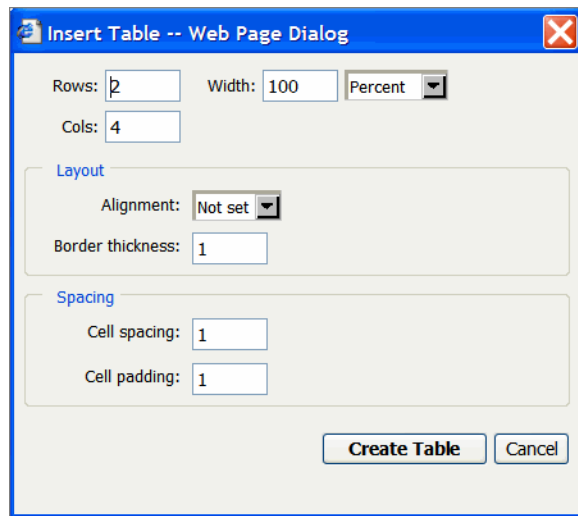 Insert Table -- Web Page Dialog
Rows: 2 Width: 100 Percent
Cols: 4
Layout
Alignment: Not set
Border thickness: 1
Spacing
Cell spacing: 1
Cell padding: 1
Create Table Cancel